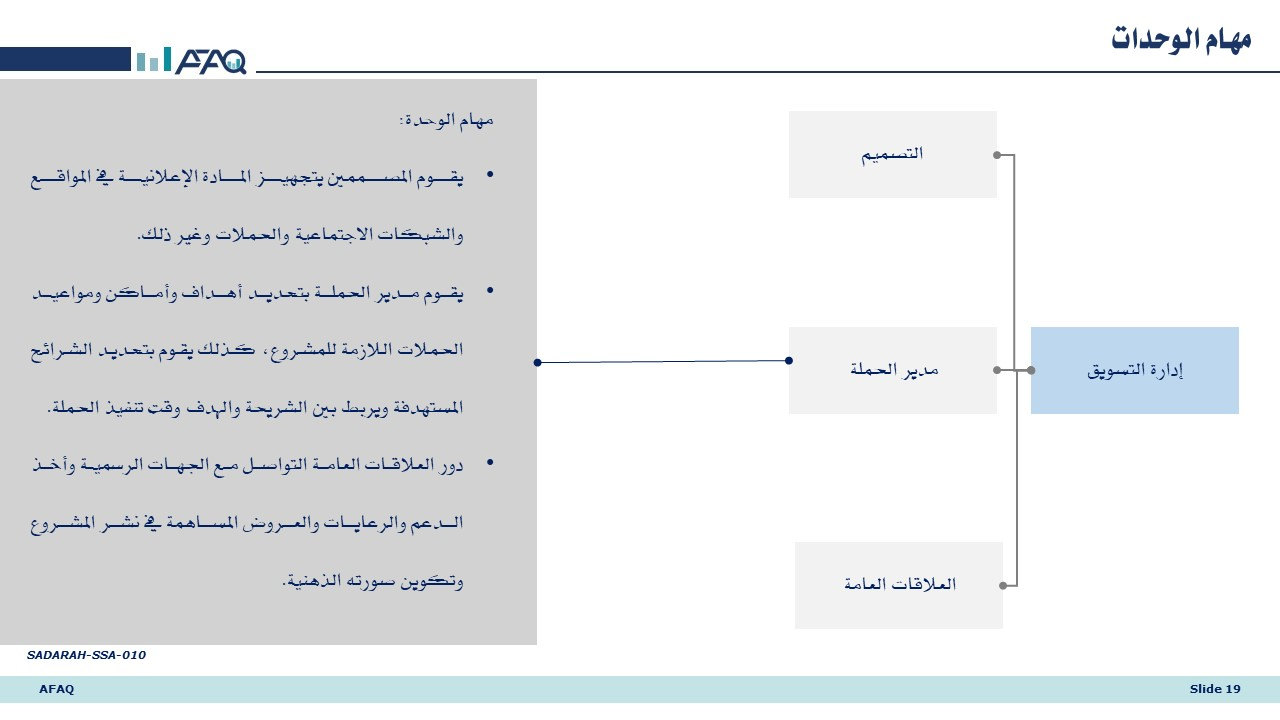 مهام الوحدات
AFAQ
مهام الوحدة:
• يقوم المصممين بتجهيز المادة الإعلانية في المواقع
والشبكات الاجتماعية والحملات وغير ذلك.
• يقوم مدير الحملة بتحديد أهداف وأماكن ومواعيد
الحملات اللازمة للمشروع، كذلك يقوم بتحديد الشرائح
المستهدفة ويربط بين الشريحة والهدف وقت تنفيذ الحملة.
• دور العلاقات العامة التواصل مع الجهات الرسمية وأخذ
الدعم والرعايات والعروض المساهمة في نشر المشروع
وتكوين صورته الذهنية.
التصميم
مدير الحملة
إدارة التسويق
العلاقات العامة
SADARAH-SSA-010
AFAQ
Slide 19